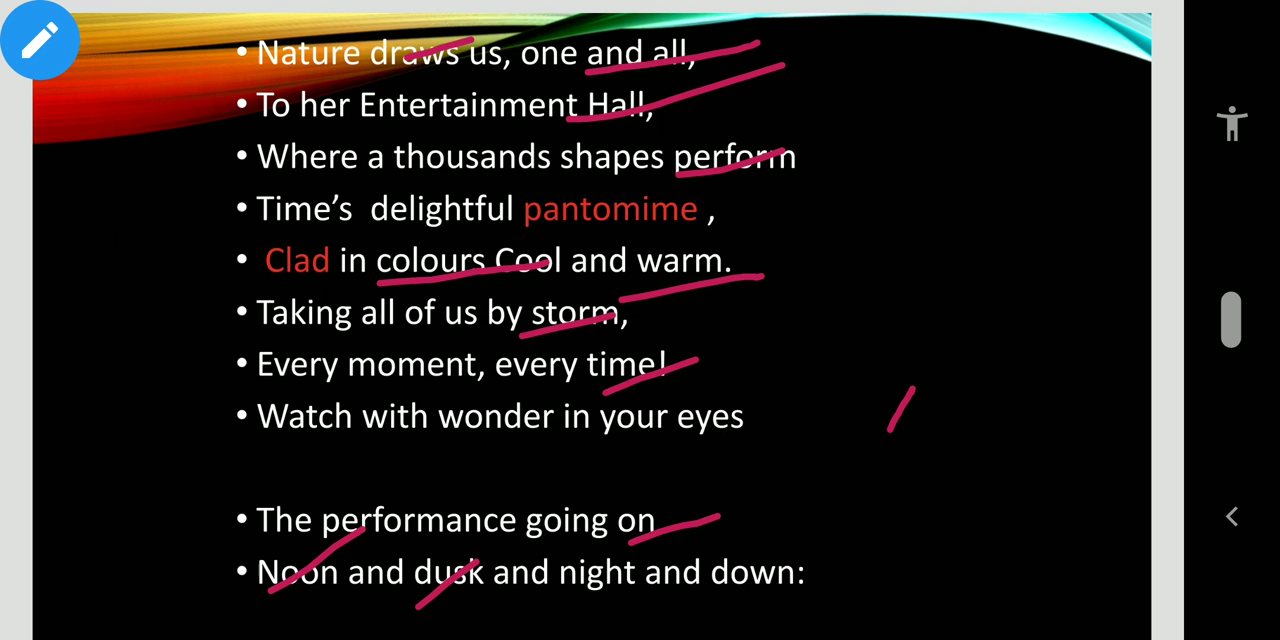 • Nature draws us, one and all,
• To her Entertainment Hall,
• Where a thousands shapes perform
• Time’s delightful pantomime ,
• Clad in colours Cool and warm.
• Taking all of us by storm,
• Every moment, every time!
• Watch with wonder in your eyes
• The performance going on
• Noon and dusk and night and down: